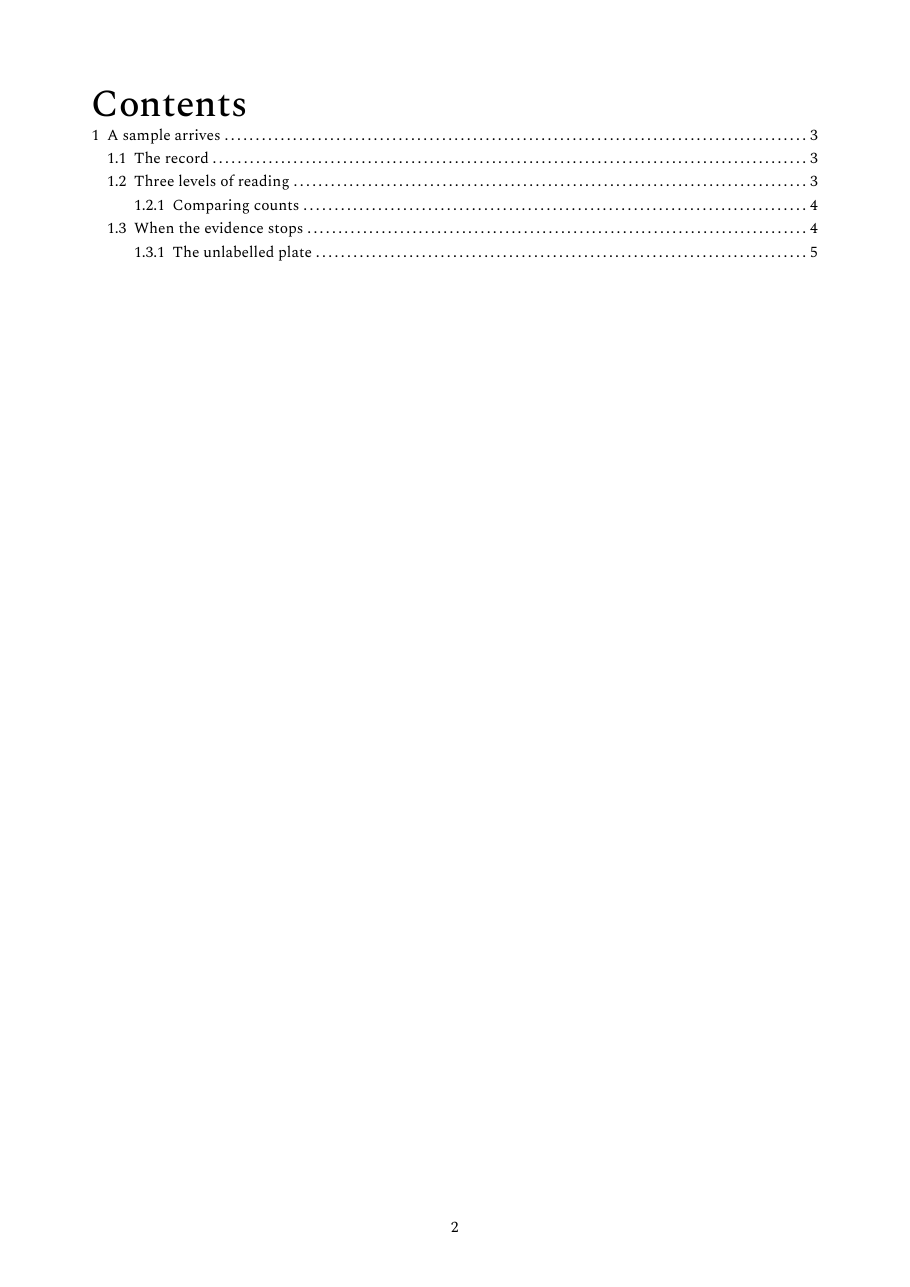 Contents
1 A sample arrives ................................................................ 3
1.1 The record ................................................................ 3
1.2 Three levels of reading ................................................................ 3
1.2.1 Comparing counts ................................................................ 4
1.3 When the evidence stops ................................................................ 4
1.3.1 The unlabelled plate ................................................................ 5
2